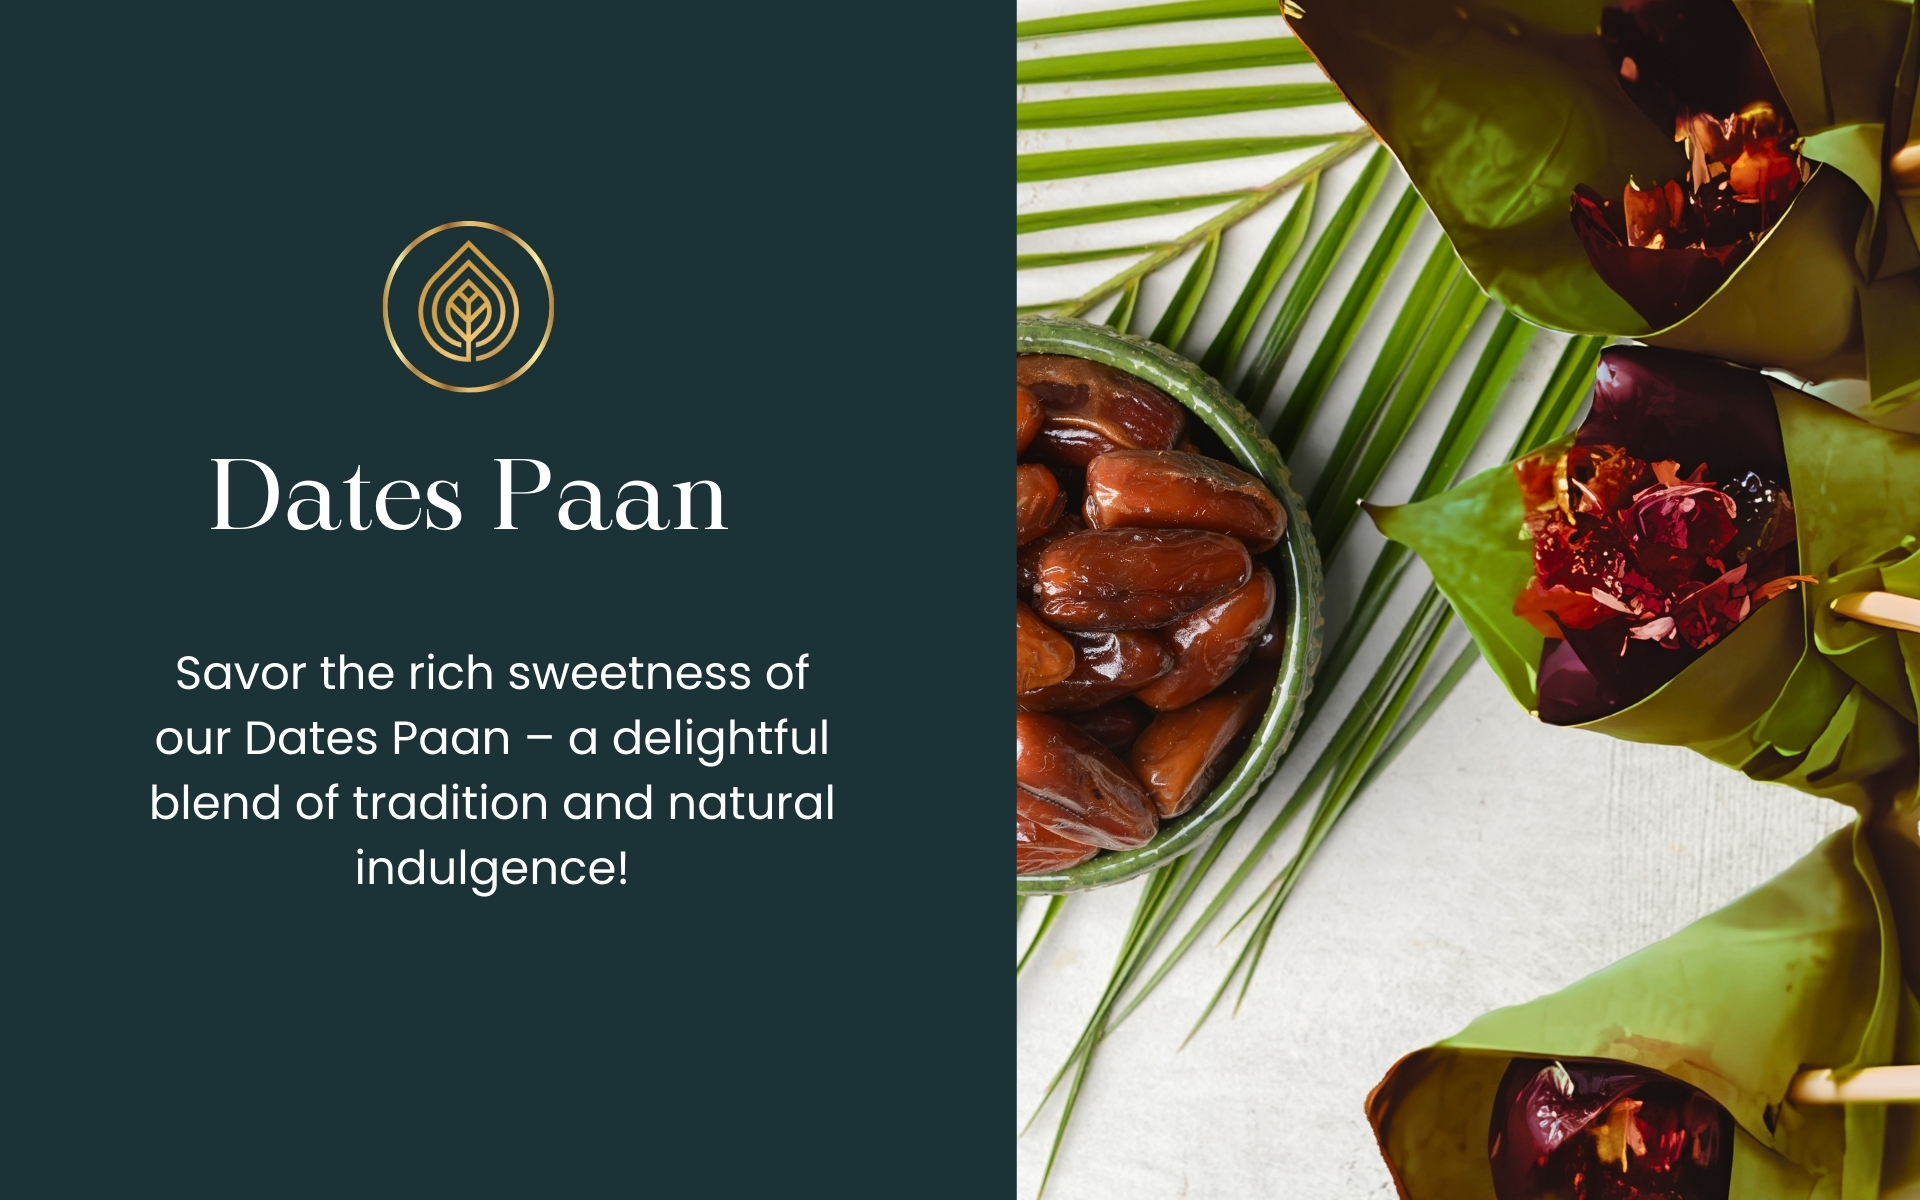 Dates Paan
Savor the rich sweetness of
our Dates Paan – a delightful
blend of tradition and natural
indulgence!